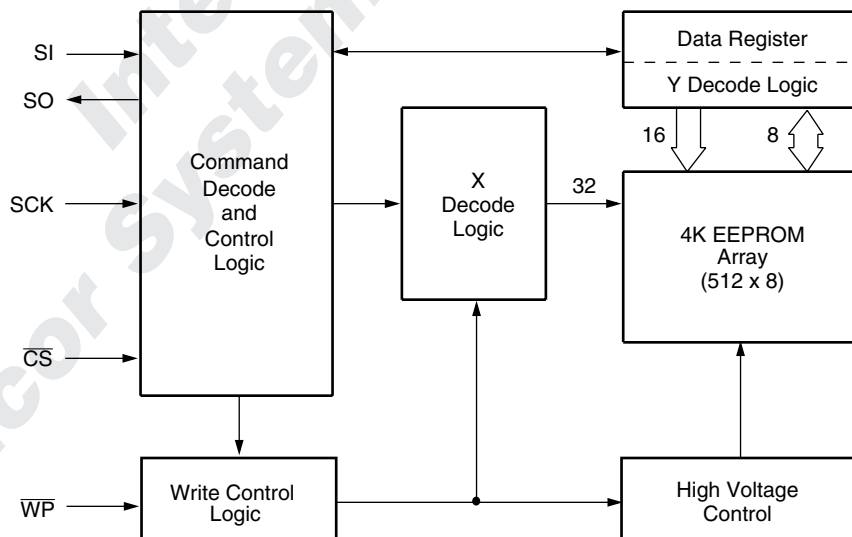 SI
SO
SCK
CS
WP
Command
Decode
and
Control
Logic
Write Control
Logic
X
Decode
Logic
32
Data Register
Y Decode Logic
16
8
4K EEPROM
Array
(512 x 8)
High Voltage
Control